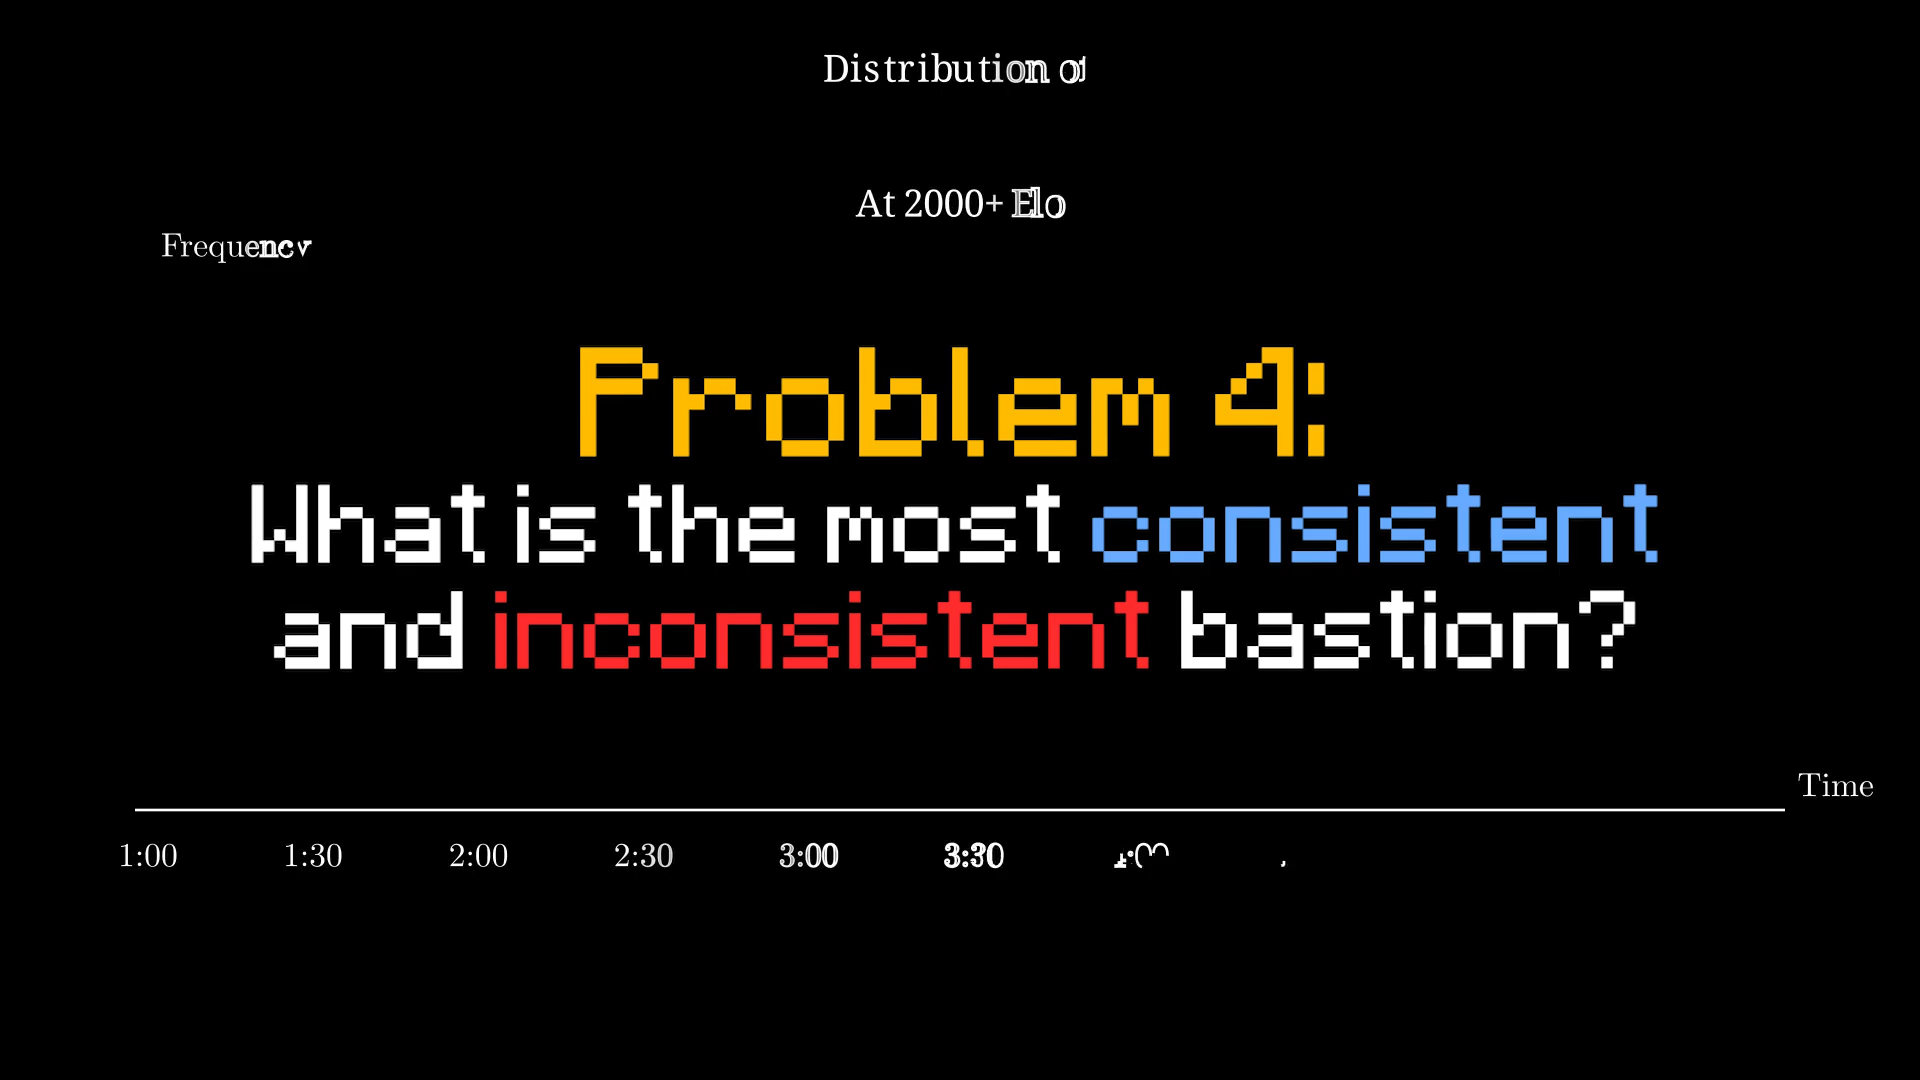 Distribution of
At 2000+ Elo
Frequency
Problem 4:
What is the most consistent
and inconsistent bastion?
Time
1:00 1:30 2:00 2:30 3:00 3:30